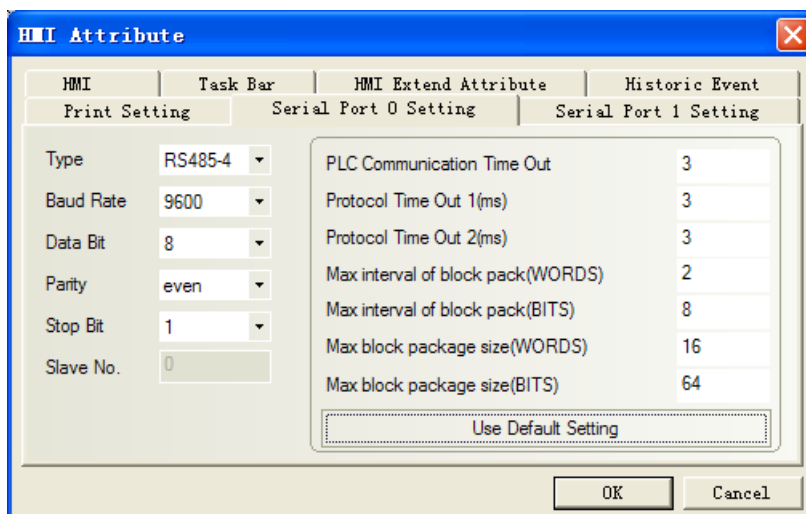 HMI Attribute
HMI Task Bar HMI Extend Attribute Historic Event
Print Setting Serial Port 0 Setting Serial Port 1 Setting
Type RS485-4
Baud Rate 9600
Data Bit 8
Parity even
Stop Bit 1
Slave No. 0
PLC Communication Time Out 3
Protocol Time Out 1(ms) 3
Protocol Time Out 2(ms) 3
Max interval of block pack(WORDS) 2
Max interval of block pack(BITS) 8
Max block package size(WORDS) 16
Max block package size(BITS) 64
Use Default Setting
OK Cancel